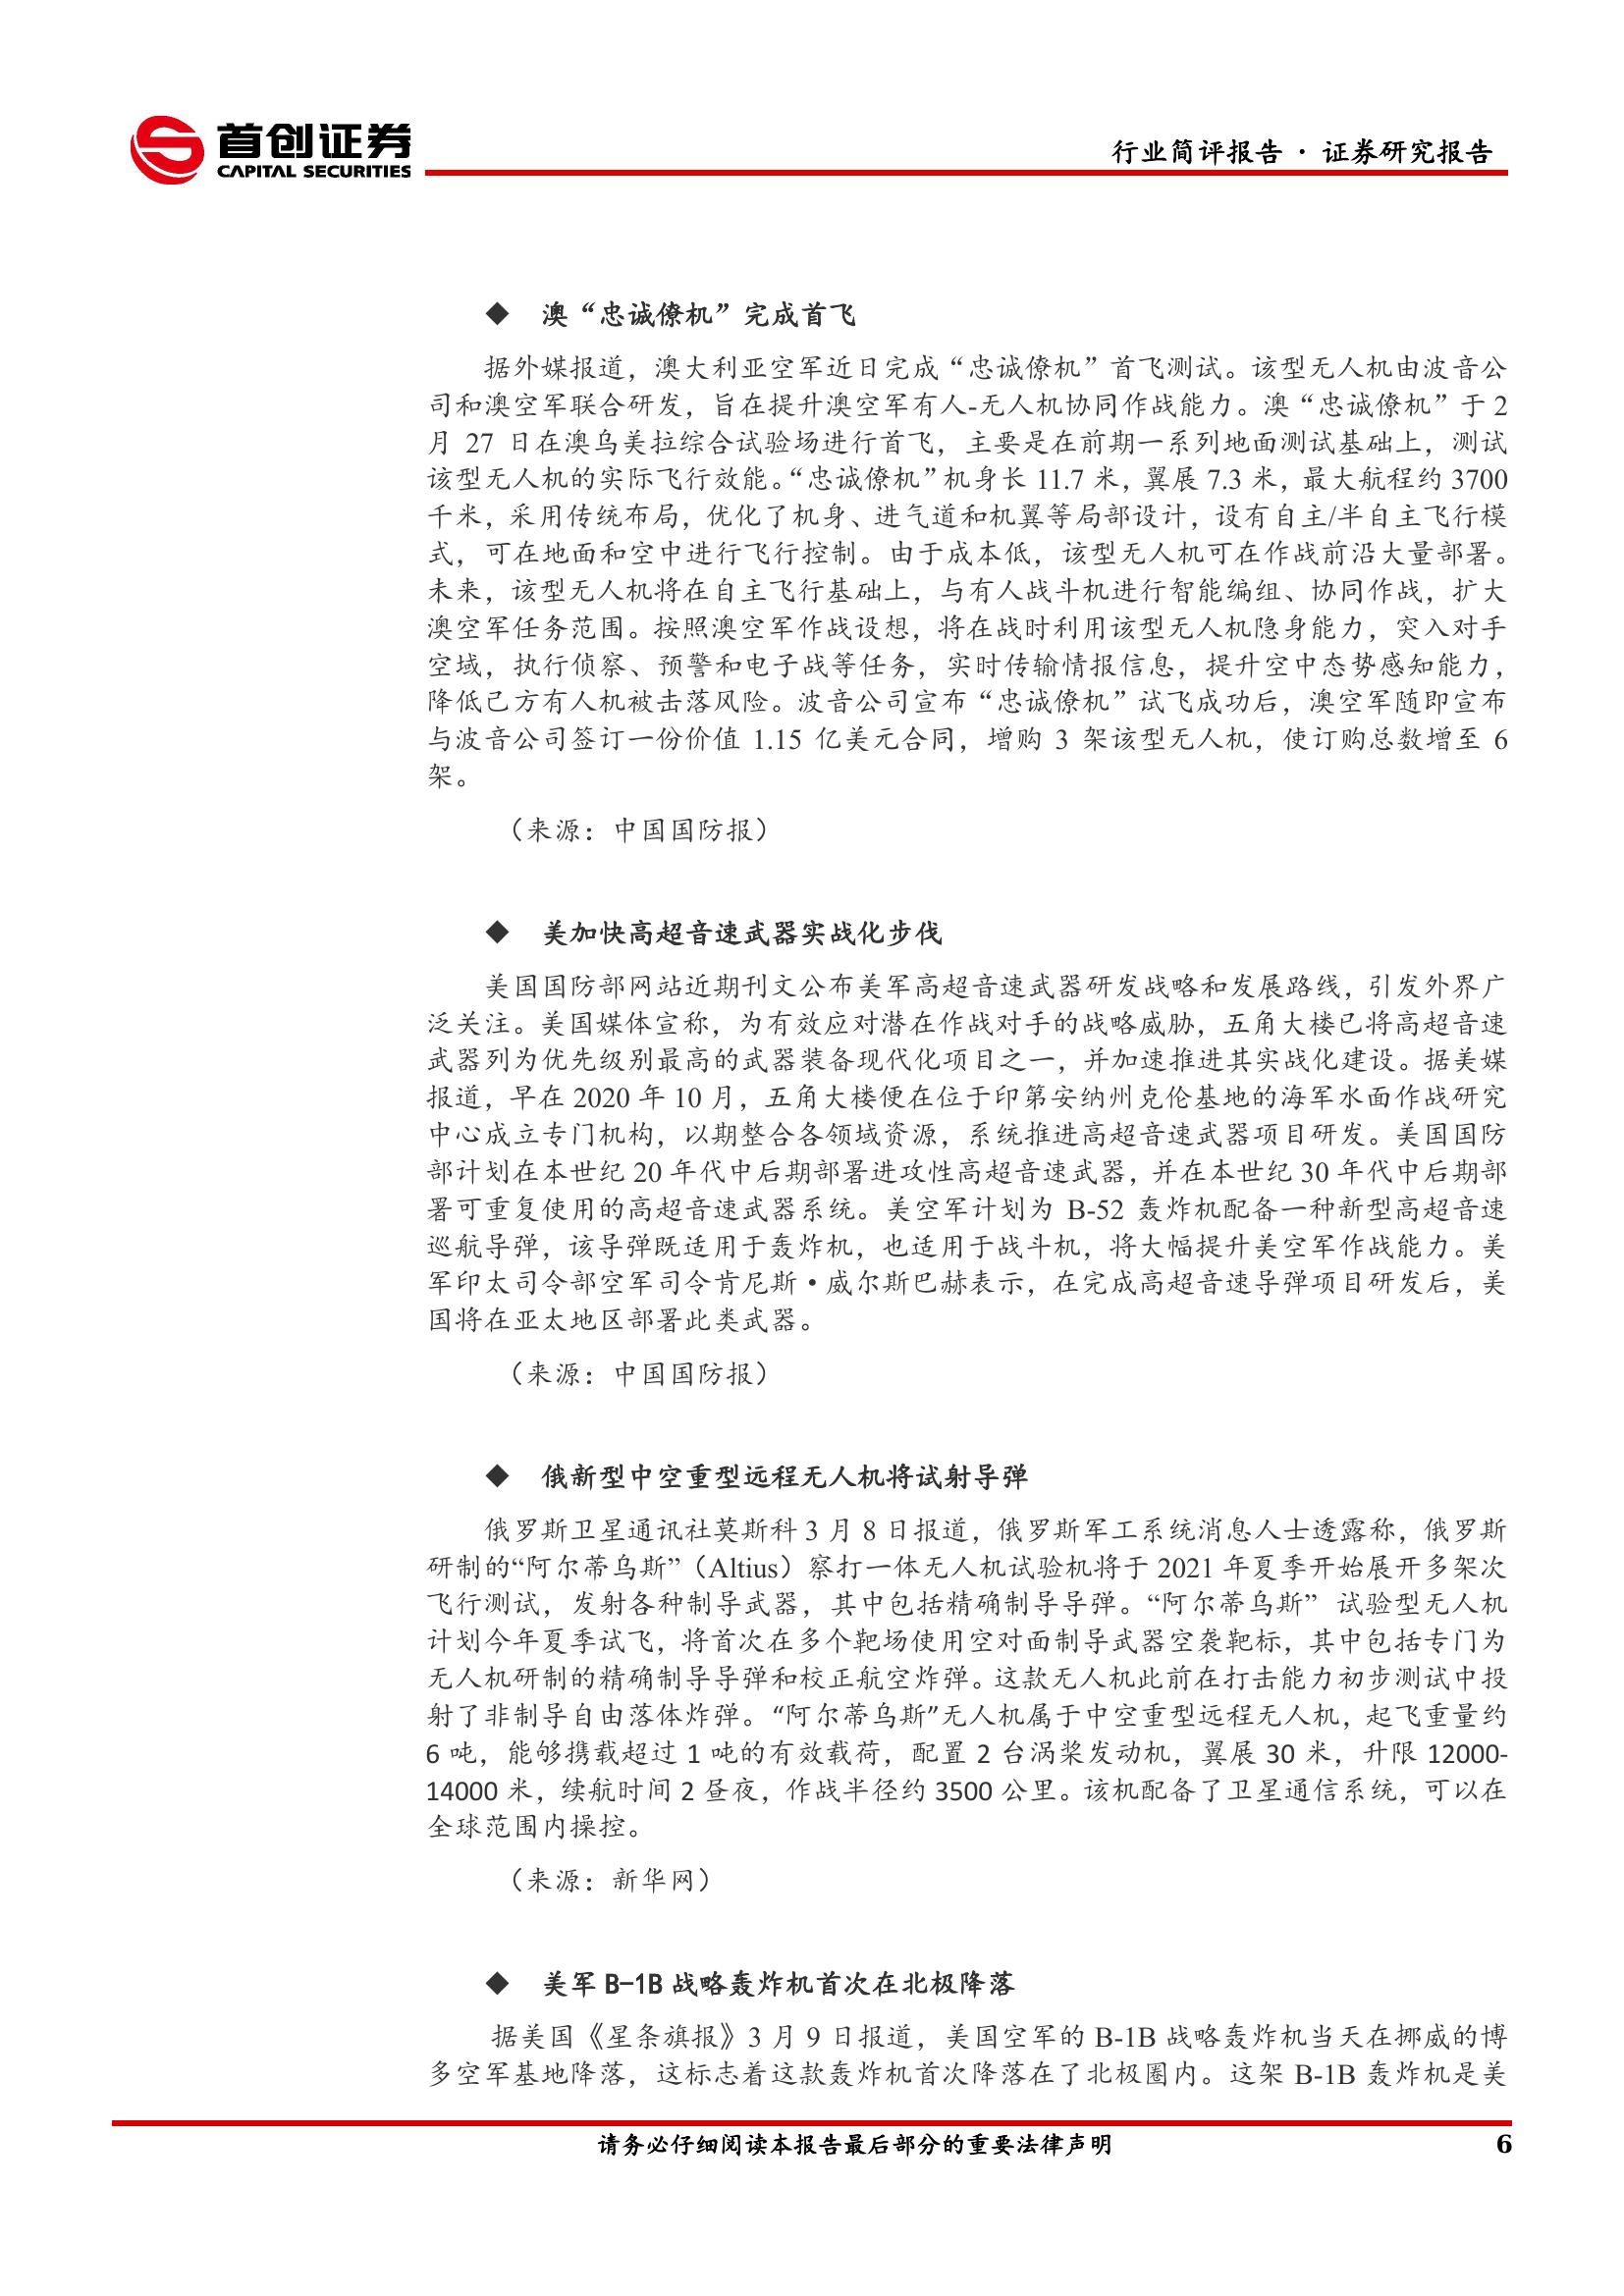 首创证券
CAPITAL SECURITIES
行业简评报告 · 证券研究报告
◆ 澳“忠诚僚机”完成首飞
据外媒报道，澳大利亚空军近日完成“忠诚僚机”首飞测试。该型无人机由波音公
司和澳空军联合研发，旨在提升澳空军有人-无人机协同作战能力。澳“忠诚僚机”于 2
月 27 日在澳乌美拉综合试验场进行首飞，主要是在前期一系列地面测试基础上，测试
该型无人机的实际飞行效能。“忠诚僚机”机身长 11.7 米，翼展 7.3 米，最大航程约 3700
千米，采用传统布局，优化了机身、进气道和机翼等局部设计，设有自主/半自主飞行模
式，可在地面和空中进行飞行控制。由于成本低，该型无人机可在作战前沿大量部署。
未来，该型无人机将在自主飞行基础上，与有人战斗机进行智能编组、协同作战，扩大
澳空军任务范围。按照澳空军作战设想，将在战时利用该型无人机隐身能力，突入对手
空域，执行侦察、预警和电子战等任务，实时传输情报信息，提升空中态势感知能力，
降低己方有人机被击落风险。波音公司宣布“忠诚僚机”试飞成功后，澳空军随即宣布
与波音公司签订一份价值 1.15 亿美元合同，增购 3 架该型无人机，使订购总数增至 6
架。
（来源：中国国防报）
◆ 美加快高超音速武器实战化步伐
美国国防部网站近期刊文公布美军高超音速武器研发战略和发展路线，引发外界广
泛关注。美国媒体宣称，为有效应对潜在作战对手的战略威胁，五角大楼已将高超音速
武器列为优先级别最高的武器装备现代化项目之一，并加速推进其实战化建设。据美媒
报道，早在 2020 年 10 月，五角大楼便在位于印第安纳州克伦基地的海军水面作战研究
中心成立专门机构，以期整合各领域资源，系统推进高超音速武器项目研发。美国国防
部计划在本世纪 20 年代中后期部署进攻性高超音速武器，并在本世纪 30 年代中后期部
署可重复使用的高超音速武器系统。美空军计划为 B-52 轰炸机配备一种新型高超音速
巡航导弹，该导弹既适用于轰炸机，也适用于战斗机，将大幅提升美空军作战能力。美
军印太司令部空军司令肯尼斯·威尔斯巴赫表示，在完成高超音速导弹项目研发后，美
国将在亚太地区部署此类武器。
（来源：中国国防报）
◆ 俄新型中空重型远程无人机将试射导弹
俄罗斯卫星通讯社莫斯科 3 月 8 日报道，俄罗斯军工系统消息人士透露称，俄罗斯
研制的“阿尔蒂乌斯”（Altius）察打一体无人机试验机将于 2021 年夏季开始展开多架次
飞行测试，发射各种制导武器，其中包括精确制导导弹。“阿尔蒂乌斯” 试验型无人机
计划今年夏季试飞，将首次在多个靶场使用空对面制导武器空袭靶标，其中包括专门为
无人机研制的精确制导导弹和校正航空炸弹。这款无人机此前在打击能力初步测试中投
射了非制导自由落体炸弹。“阿尔蒂乌斯”无人机属于中空重型远程无人机，起飞重量约
6 吨，能够携载超过 1 吨的有效载荷，配置 2 台涡桨发动机，翼展 30 米，升限 12000-
14000 米，续航时间 2 昼夜，作战半径约 3500 公里。该机配备了卫星通信系统，可以在
全球范围内操控。
（来源：新华网）
◆ 美军 B-1B 战略轰炸机首次在北极降落
据美国《星条旗报》3 月 9 日报道，美国空军的 B-1B 战略轰炸机当天在挪威的博
多空军基地降落，这标志着这款轰炸机首次降落在了北极圈内。这架 B-1B 轰炸机是美
请务必仔细阅读本报告最后部分的重要法律声明
6